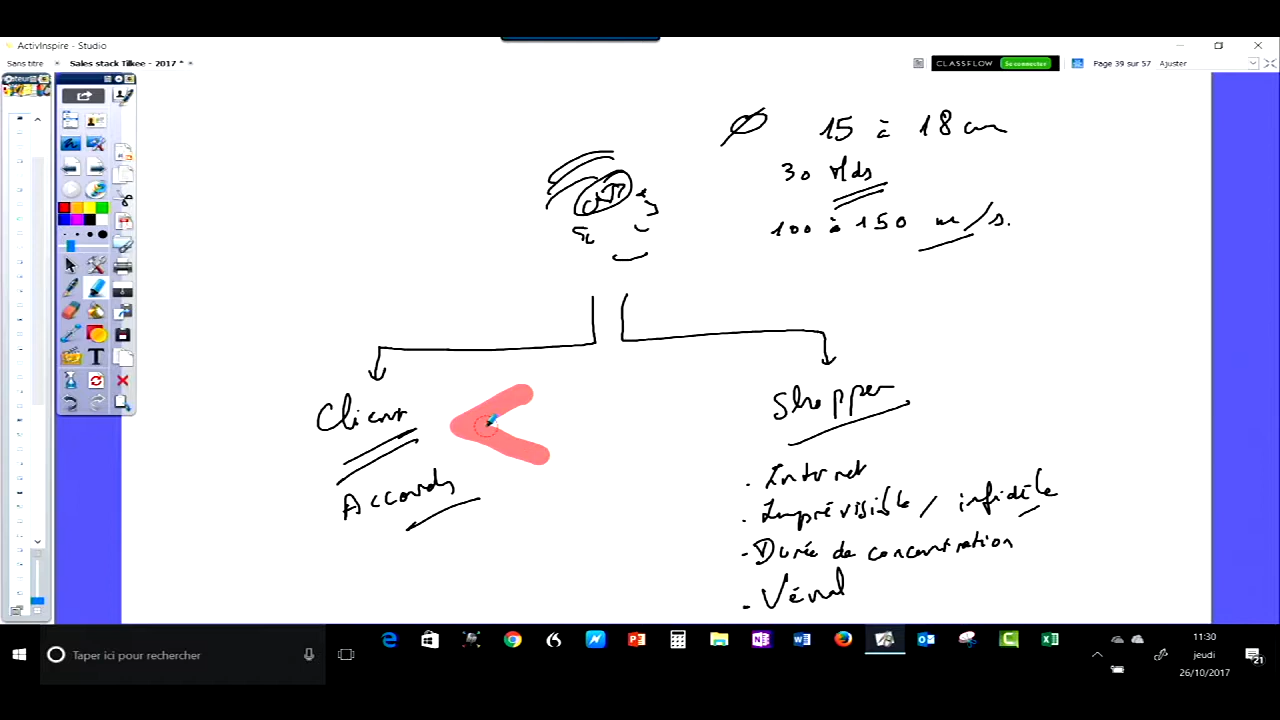 ActivInspire - Studio
Sans titre × Sales stack Tilkee - 2017 * ×
CLASSFLOW Se connecter Page 39 sur 57 Ajuster
15 à 18 cm
30 Mds
100 à 150 m/s.
Client
Accords
Shopper
. Internet
. Imprévisible / infidèle
- Durée de concentration
. Vénal
Taper ici pour rechercher
11:30
jeudi
26/10/2017
21